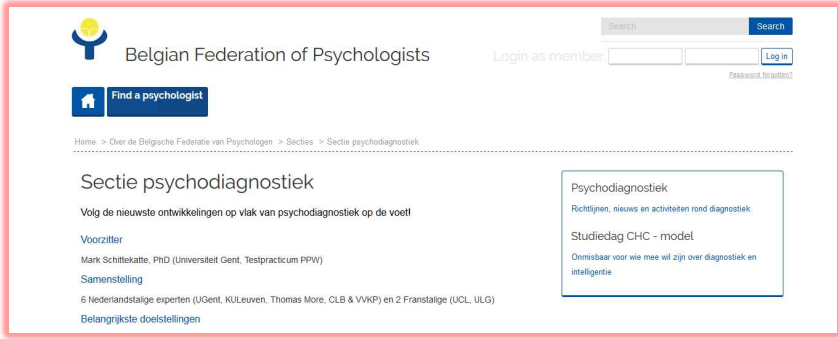 Search Search
Belgian Federation of Psychologists
Login as member: Log in
Password forgotten?
Find a psychologist
Home > Over de Belgische Federatie van Psychologen > Secties > Sectie psychodiagnostiek
Sectie psychodiagnostiek
Volg de nieuwste ontwikkelingen op vlak van psychodiagnostiek op de voet!
Voorzitter
Mark Schittekatte, PhD (Universiteit Gent, Testpracticum PPW)
Samenstelling
6 Nederlandstalige experten (UGent, KULeuven, Thomas More, CLB & VVKP) en 2 Franstalige (UCL, ULG)
Belangrijkste doelstellingen
Psychodiagnostiek
Richtlijnen, nieuws en activiteiten rond diagnostiek
Studiedag CHC - model
Onmisbaar voor wie mee wil zijn over diagnostiek en
intelligentie